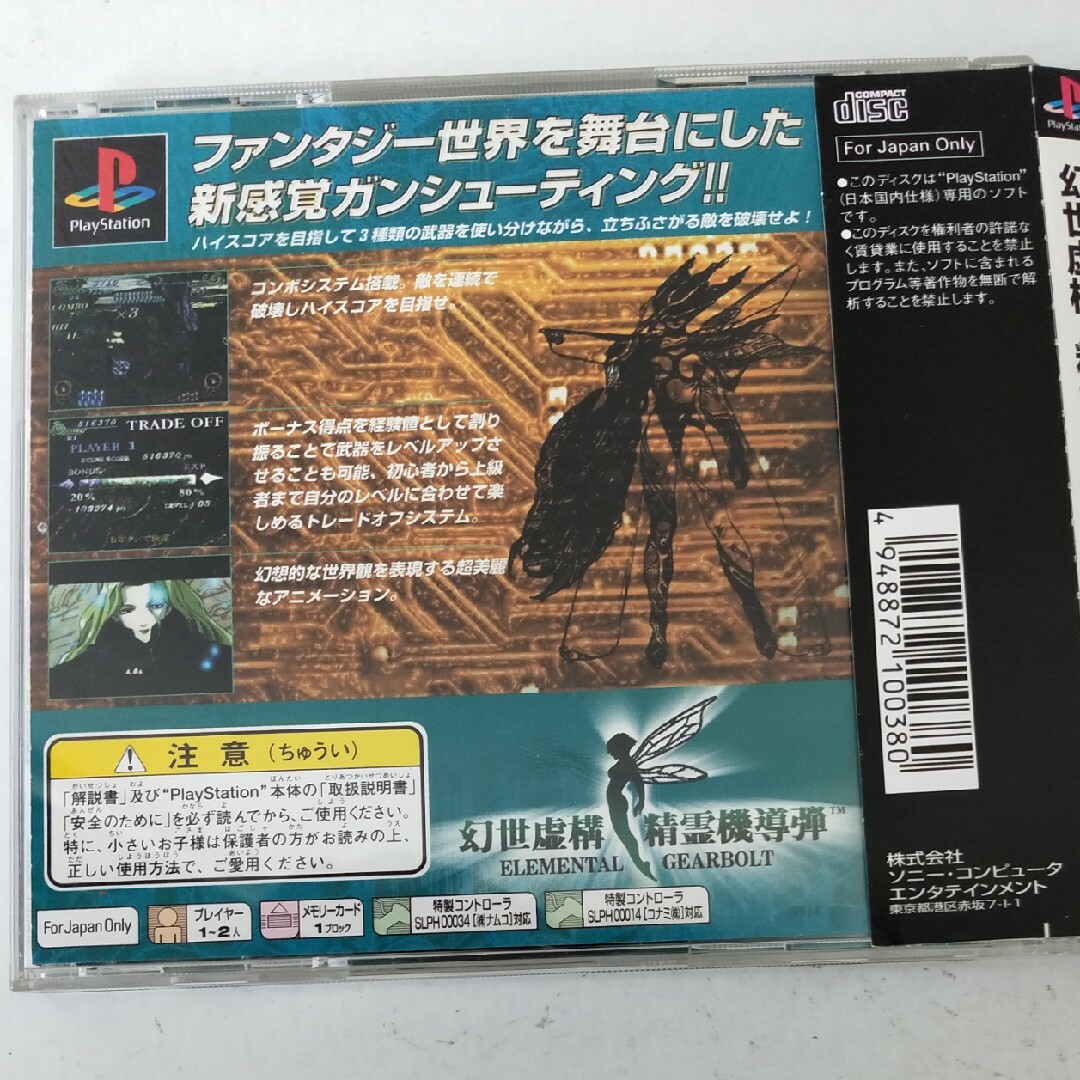 PlayStation
ファンタジー世界を舞台にした
新感覚ガンシューティング!!
ハイスコアを目指して3種類の武器を使い分けながら、立ちふさがる敵を破壊せよ!
コンボシステム搭載。敵を連続で
破壊しハイスコアを目指せ。
COMBO
×3
TRADE OFF
PLAYER 1
BONUS
EXP
20%
80%
ボーナス得点を経験値として割り
振ることで武器をレベルアップさ
せることも可能、初心者から上級
者まで自分のレベルに合わせて楽
しめるトレードオフシステム。
幻想的な世界観を表現する超美麗
なアニメーション。
注意(ちゅうい)
「解説書」及び“PlayStation”本体の「取扱説明書」
「安全のために」を必ず読んでから、ご使用ください。
特に、小さいお子様は保護者の方がお読みの上、
正しい使用方法で、ご愛用ください。
幻世虚構 精霊機導弾™
ELEMENTAL GEARBOLT
For Japan Only
プレイヤー
1~2人
メモリーカード
1ブロック
特製コントローラ
SLPH 00034 [㈱ナムコ]対応
特製コントローラ
SLPH 00014 [コナミ㈱]対応
COMPACT
disc
For Japan Only
●このディスクは“PlayStation”
(日本国内仕様)専用のソフト
です。
●このディスクを権利者の許諾な
く賃貸業に使用することを禁止
します。また、ソフトに含まれる
プログラム等著作物を無断で解
析することを禁止します。
4 948872 100380
株式会社
ソニー・コンピュータ
エンタテインメント
東京都港区赤坂7-1-1
幻世虚構